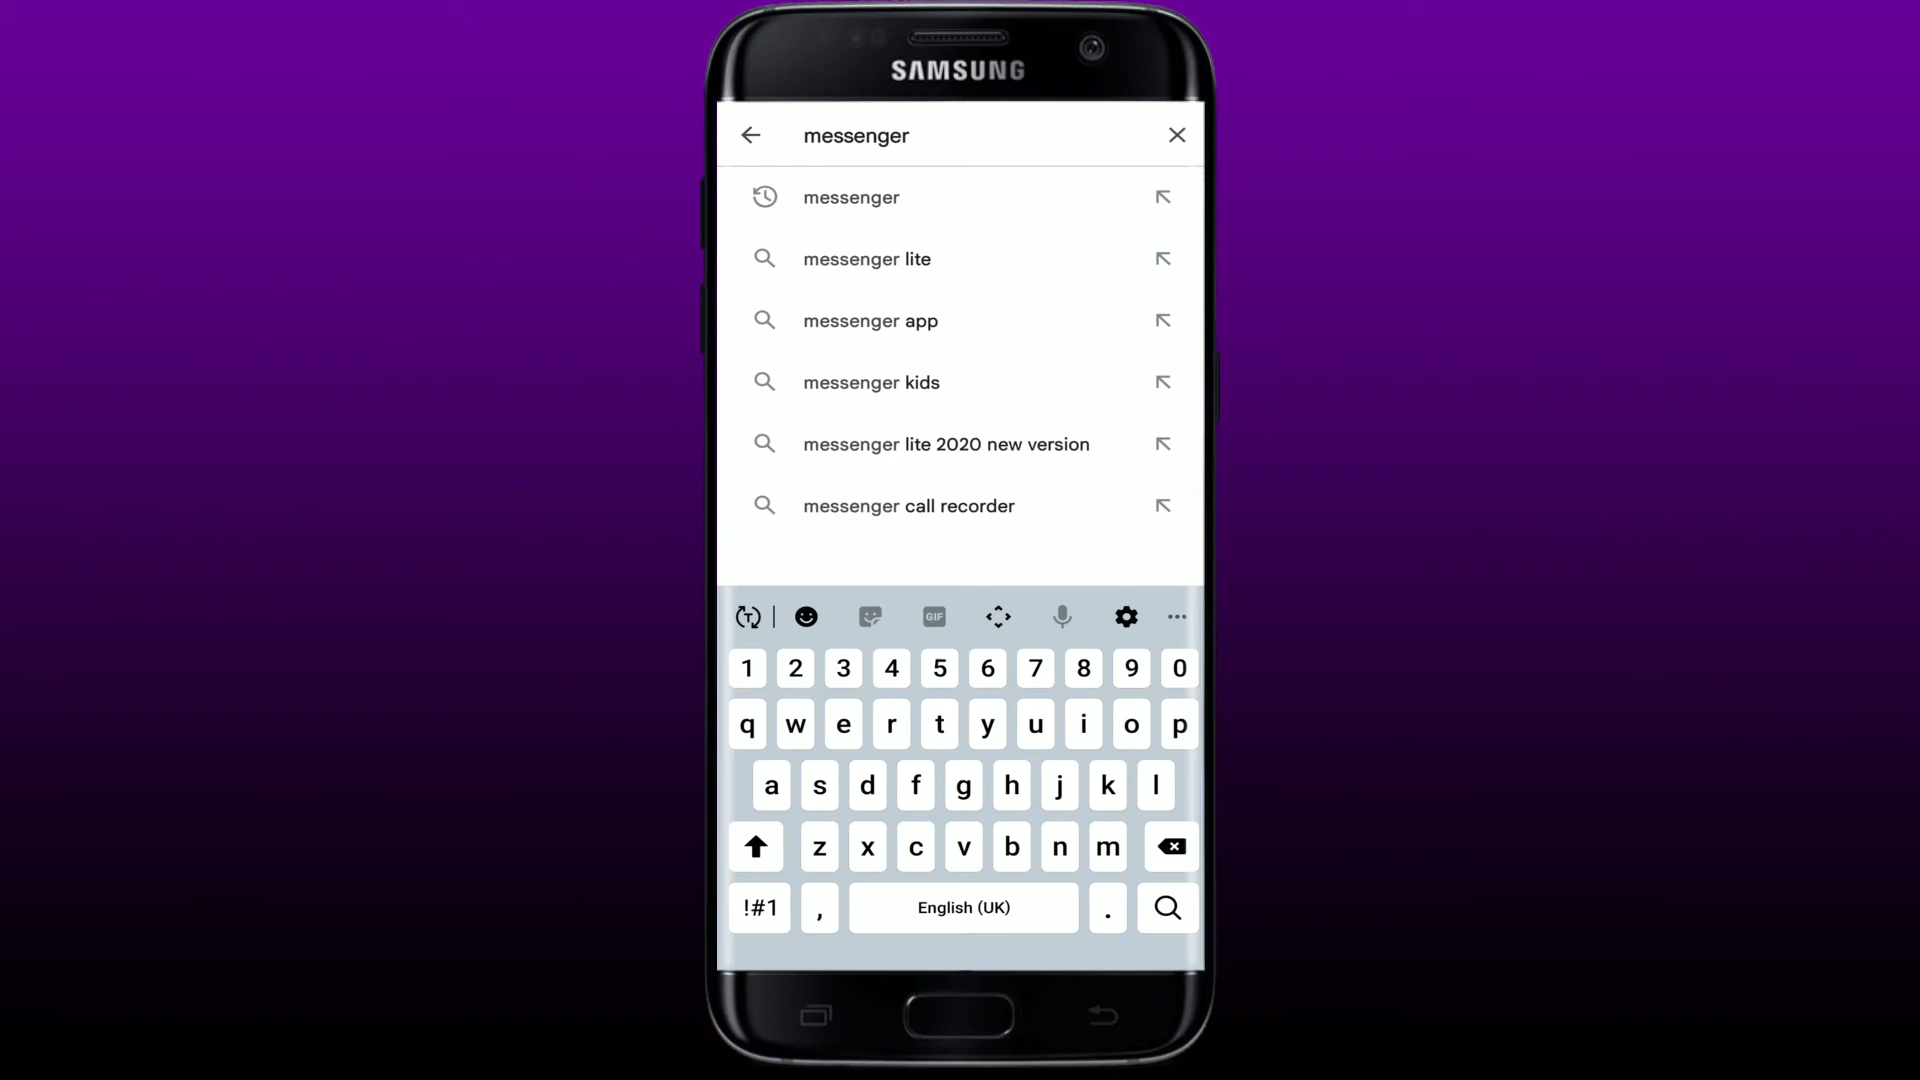 SAMSUNG
messenger
messenger
messenger lite
messenger app
messenger kids
messenger lite 2020 new version
messenger call recorder
T GIF
1 2 3 4 5 6 7 8 9 0
q w e r t y u i o p
a s d f g h j k l
z x c v b n m
!#1 , English (UK) .